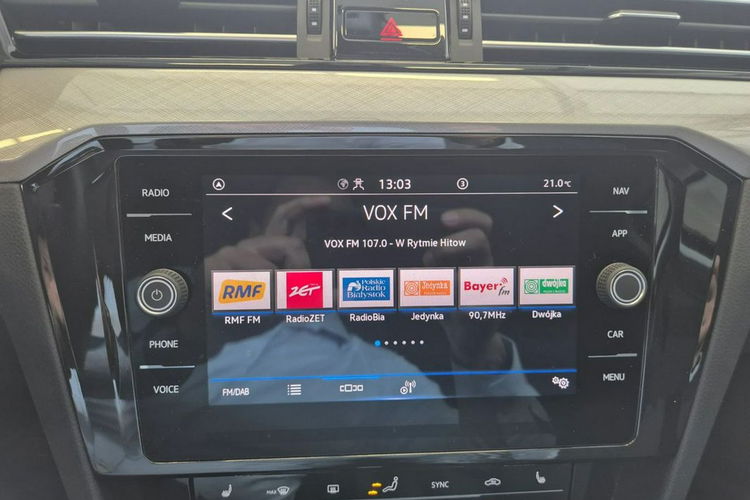 13:03
3
21.0°C
RADIO
NAV
<
VOX FM
>
MEDIA
APP
VOX FM 107.0 - W Rytmie Hitow
RMF
ZET
Polskie
Radio
Białystok
Jedynka
Bayer
fm
dwójka
RMF FM
RadioZET
RadioBia
Jedynka
90,7MHz
Dwójka
PHONE
CAR
VOICE
MENU
FM/DAB
MAX
SYNC